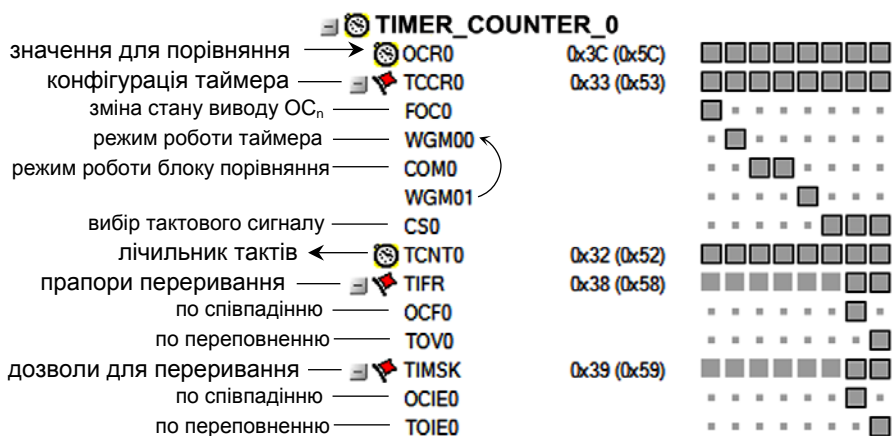 TIMER_COUNTER_0
значення для порівняння OCR0 0x3C (0x5C)
конфігурація таймера TCCR0 0x33 (0x53)
зміна стану виводу OCn FOC0
режим роботи таймера WGM00
режим роботи блоку порівняння COM0
WGM01
вибір тактового сигналу CS0
лічильник тактів TCNT0 0x32 (0x52)
прапори переривання TIFR 0x38 (0x58)
по співпадінню OCF0
по переповненню TOV0
дозволи для переривання TIMSK 0x39 (0x59)
по співпадінню OCIE0
по переповненню TOIE0